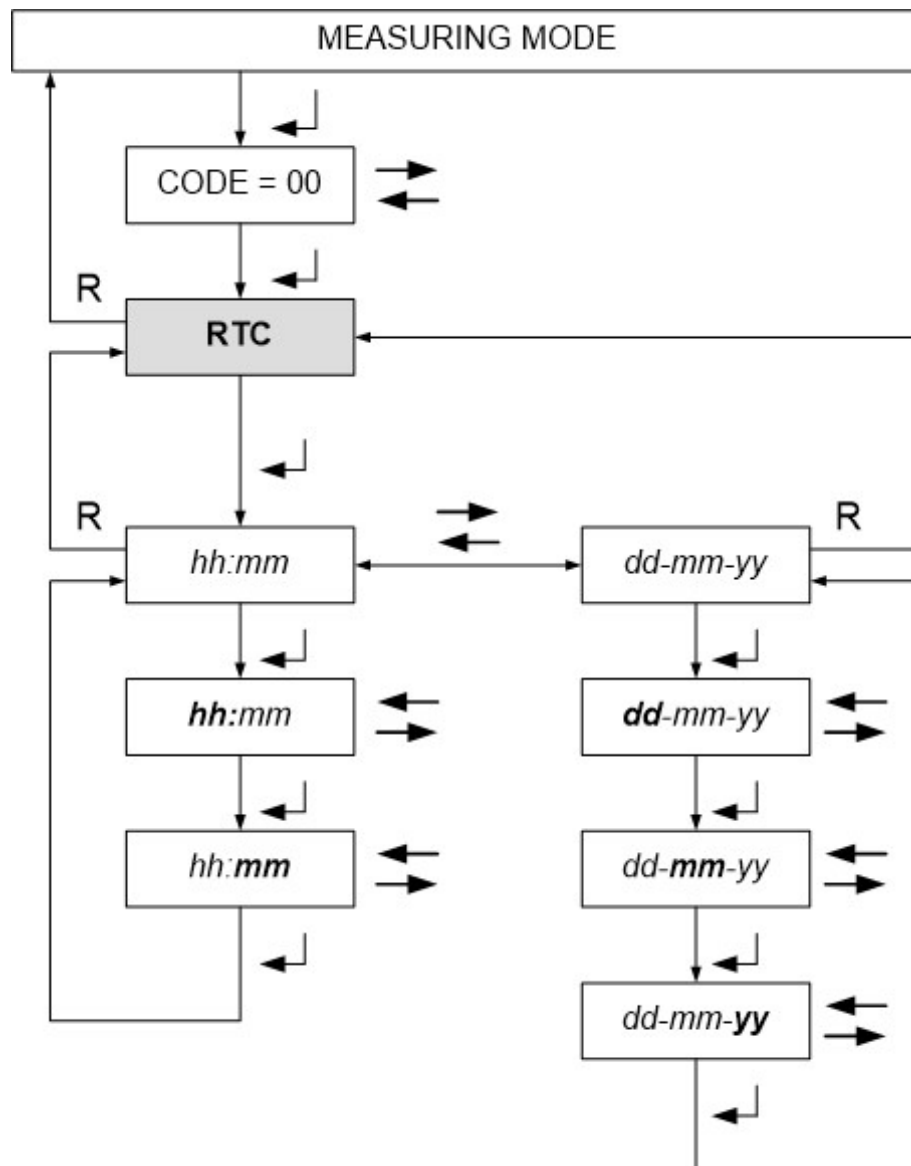 MEASURING MODE
CODE = 00
R
RTC
R
hh:mm
dd-mm-yy
R
hh:mm
dd-mm-yy
hh:mm
dd-mm-yy
dd-mm-yy